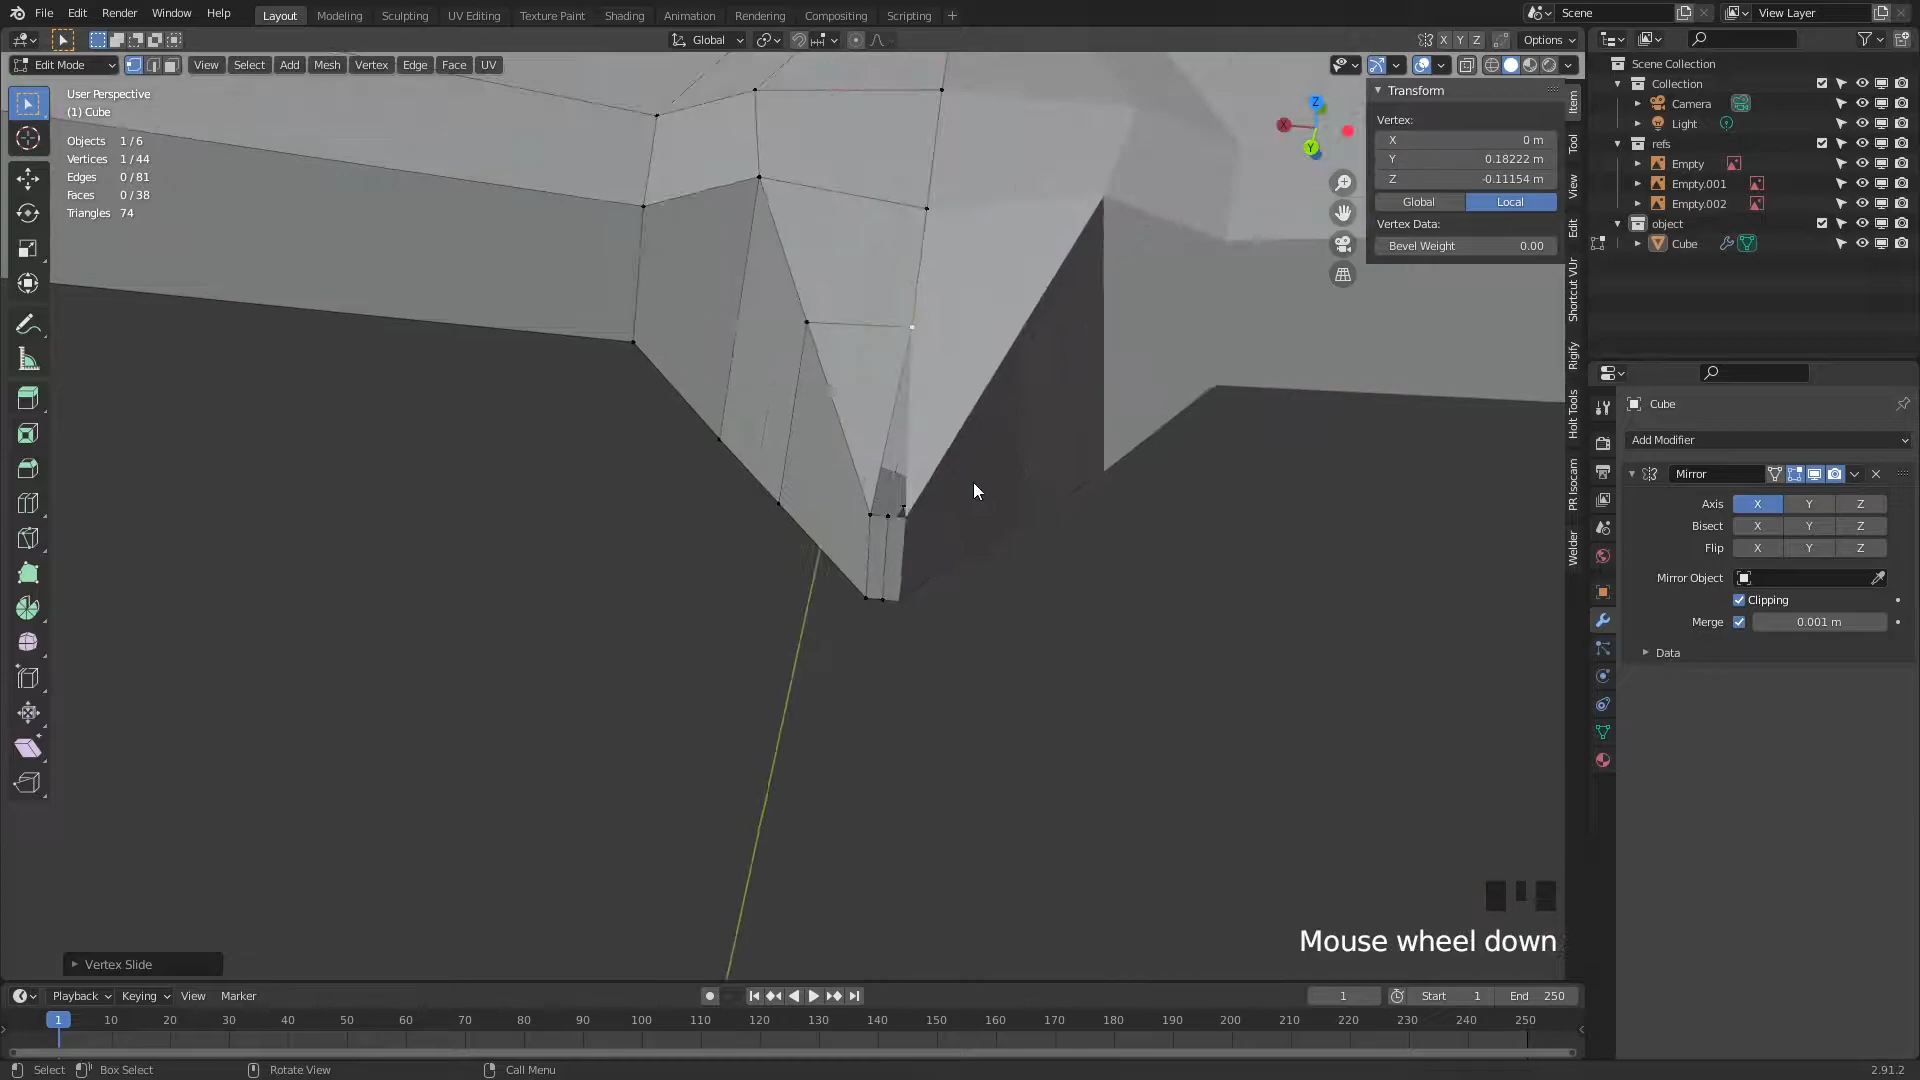 File Edit Render Window Help Layout Modeling Sculpting UV Editing Texture Paint Shading Animation Rendering Compositing Scripting + Scene View Layer
Global X Y Z Options
Edit Mode View Select Add Mesh Vertex Edge Face UV
User Perspective
(1) Cube
Objects 1 / 6
Vertices 1 / 44
Edges 0 / 81
Faces 0 / 38
Triangles 74
Z
X
Y
Transform
Vertex:
X 0 m
Y 0.18222 m
Z -0.11154 m
Global Local
Vertex Data:
Bevel Weight 0.00
Item
Tool
View
Edit
Shortcut VUr
Rigify
Holt Tools
PR Isocam
Welder
Scene Collection
Collection
Camera
Light
refs
Empty
Empty.001
Empty.002
object
Cube
Cube
Add Modifier
Mirror
Axis X Y Z
Bisect X Y Z
Flip X Y Z
Mirror Object
Clipping
Merge 0.001 m
Data
Mouse wheel down
Vertex Slide
Playback Keying View Marker 1 Start 1 End 250
1 10 20 30 40 50 60 70 80 90 100 110 120 130 140 150 160 170 180 190 200 210 220 230 240 250
Select Box Select Rotate View Call Menu 2.91.2